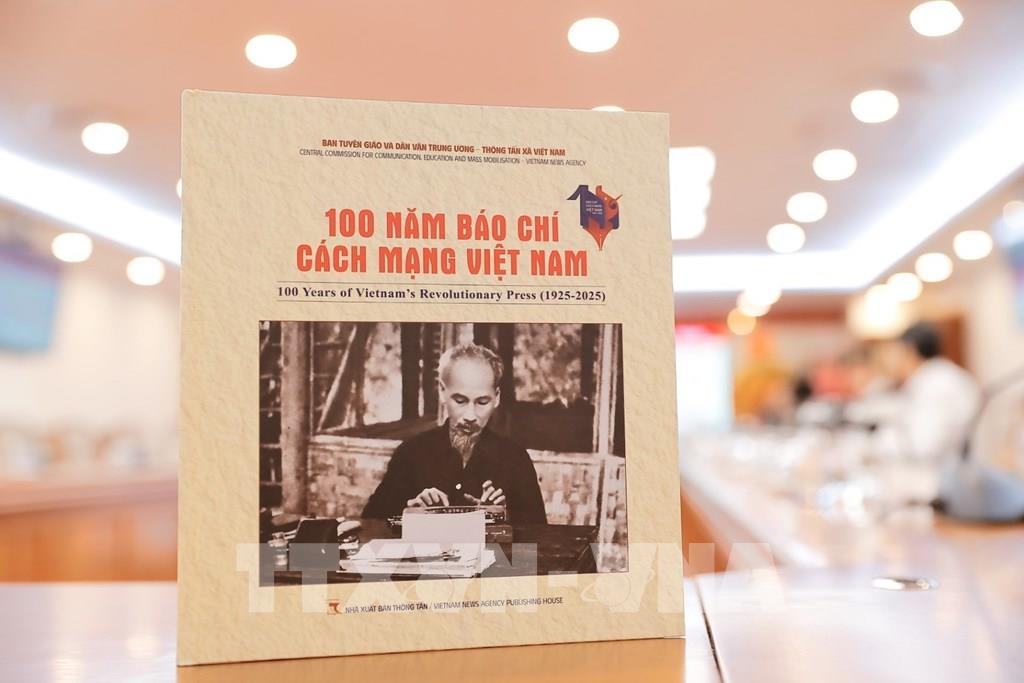 BAN TUYÊN GIÁO VÀ DÂN VẬN TRUNG ƯƠNG - THÔNG TẤN XÃ VIỆT NAM
CENTRAL COMMISSION FOR COMMUNICATION, EDUCATION AND MASS MOBILISATION - VIETNAM NEWS AGENCY
100 NĂM BÁO CHÍ
CÁCH MẠNG VIỆT NAM
100 Years of Vietnam's Revolutionary Press (1925-2025)
TTXVN-VNA
NHÀ XUẤT BẢN THÔNG TẤN / VIETNAM NEWS AGENCY PUBLISHING HOUSE